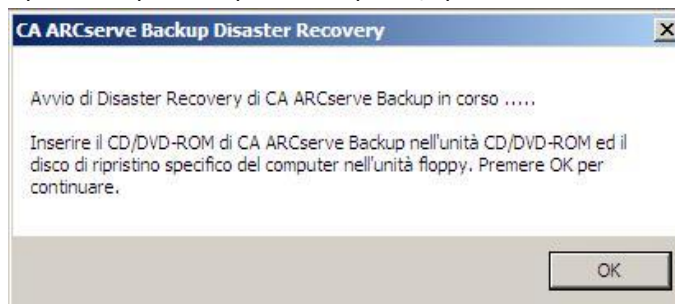 CA ARCserve Backup Disaster Recovery
Avvio di Disaster Recovery di CA ARCserve Backup in corso .....
Inserire il CD/DVD-ROM di CA ARCserve Backup nell'unità CD/DVD-ROM ed il
disco di ripristino specifico del computer nell'unità floppy. Premere OK per
continuare.
OK